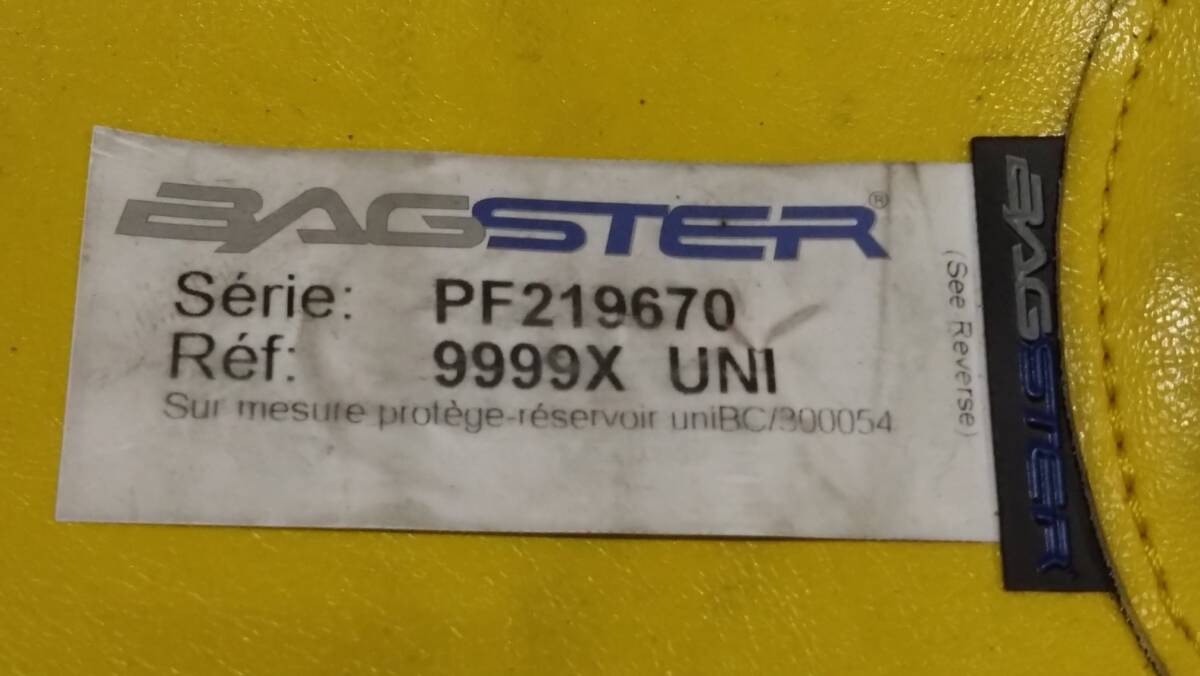 BAGSTER®
Série: PF219670
Réf: 9999X UNI
Sur mesure protège-réservoir uniBC/300054
(See Reverse)
BAGSTER